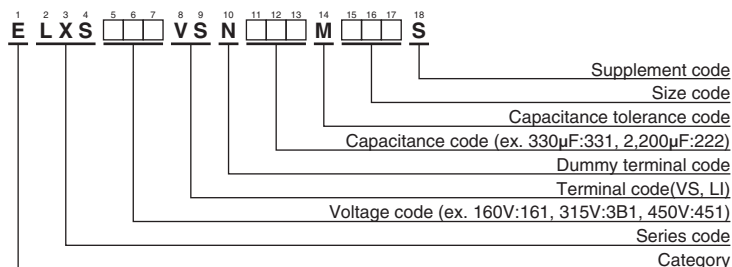 1 2 3 4 5 6 7 8 9 10 11 12 13 14 15 16 17 18
E L X S V S N M S
Supplement code
Size code
Capacitance tolerance code
Capacitance code (ex. 330μF:331, 2,200μF:222)
Dummy terminal code
Terminal code(VS, LI)
Voltage code (ex. 160V:161, 315V:3B1, 450V:451)
Series code
Category